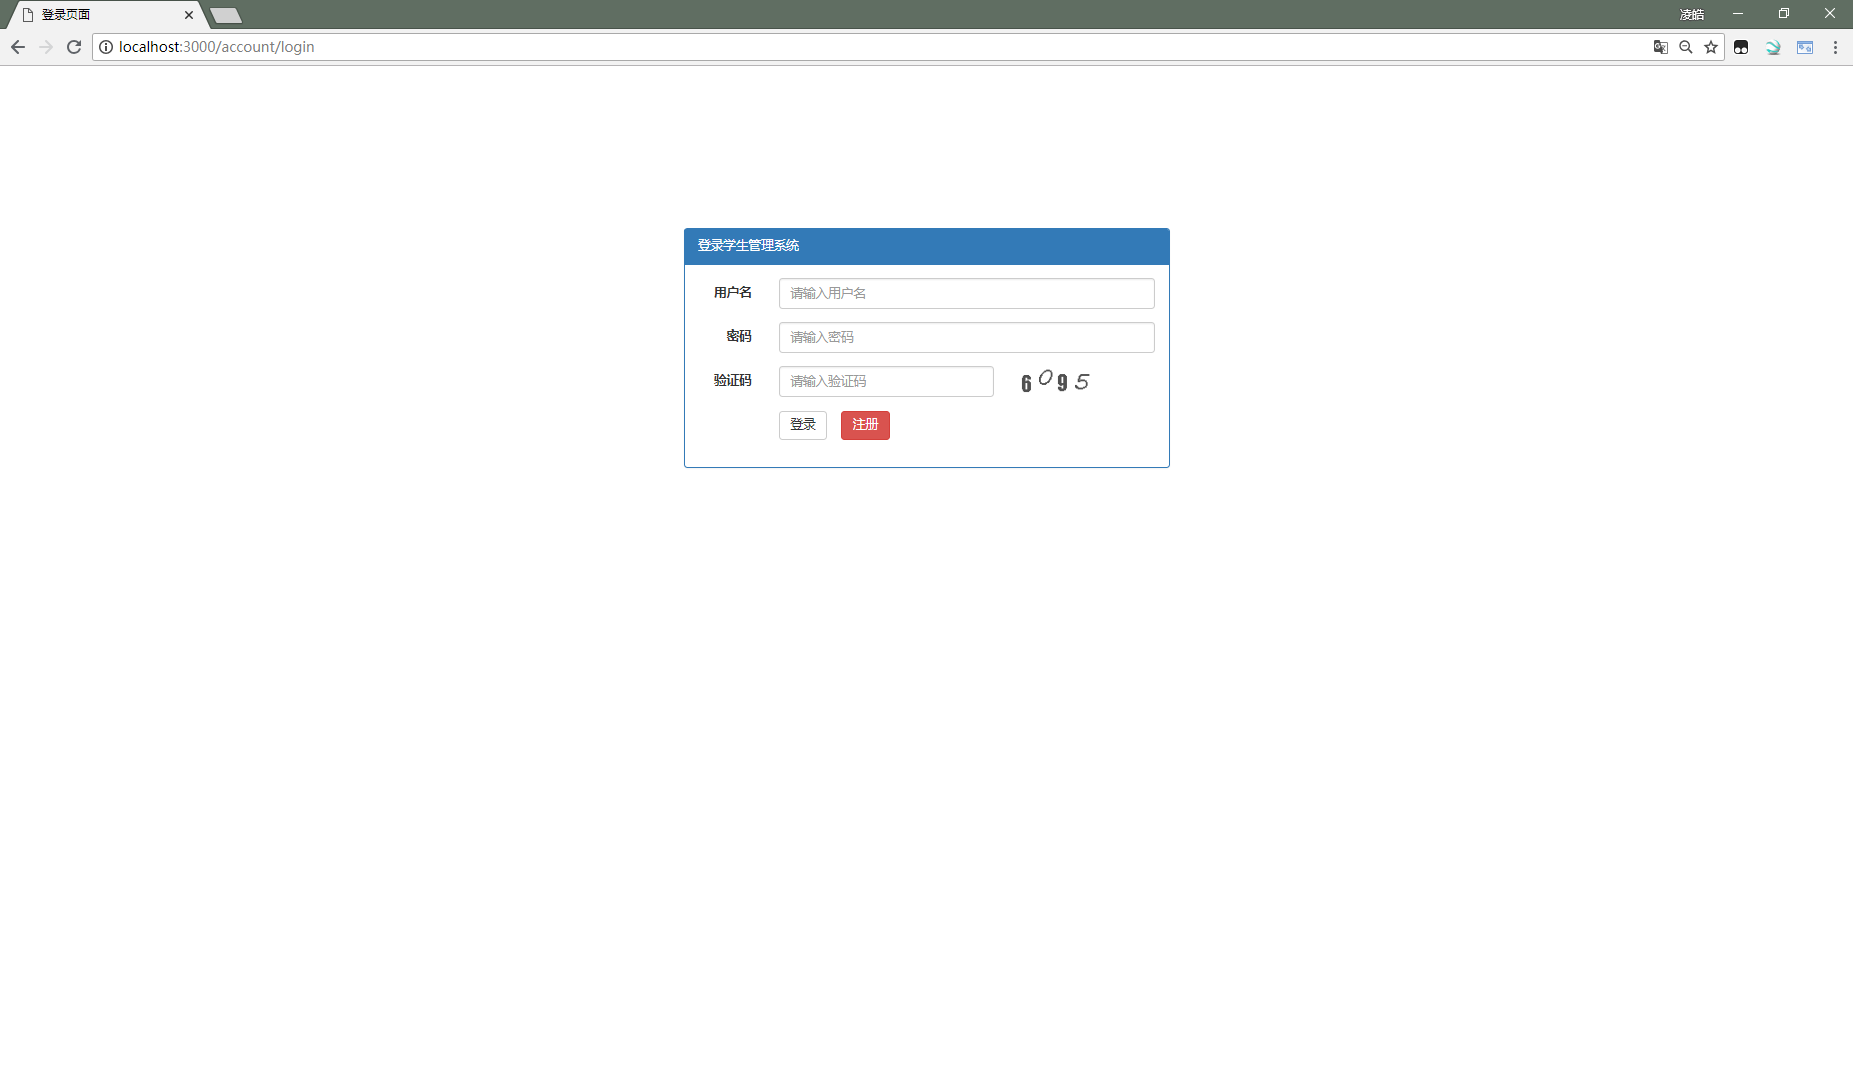 登录页面
凌皓
localhost:3000/account/login
登录学生管理系统
用户名 请输入用户名
密码 请输入密码
验证码 请输入验证码 6095
登录 注册